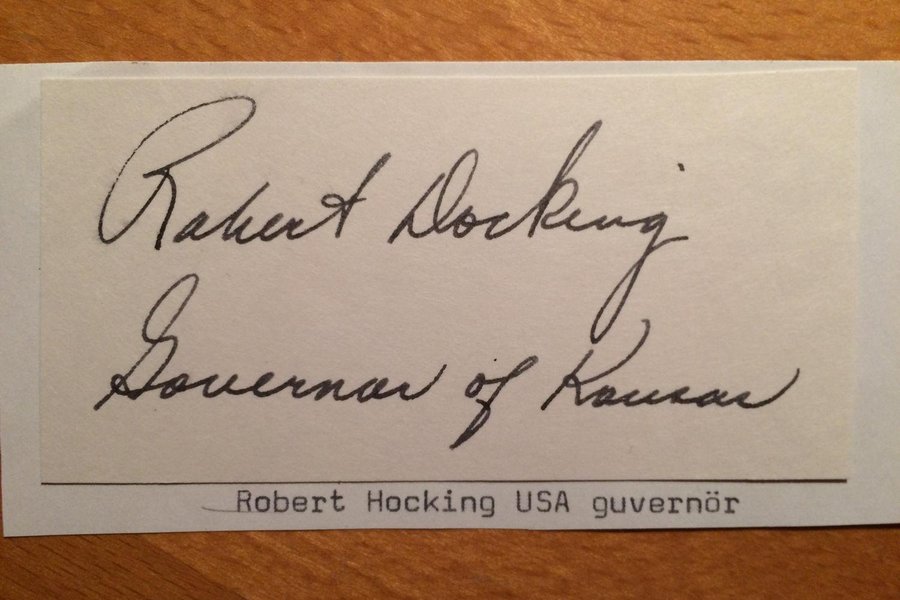 Robert Docking
Governor of Kansas
Robert Hocking USA guvernör